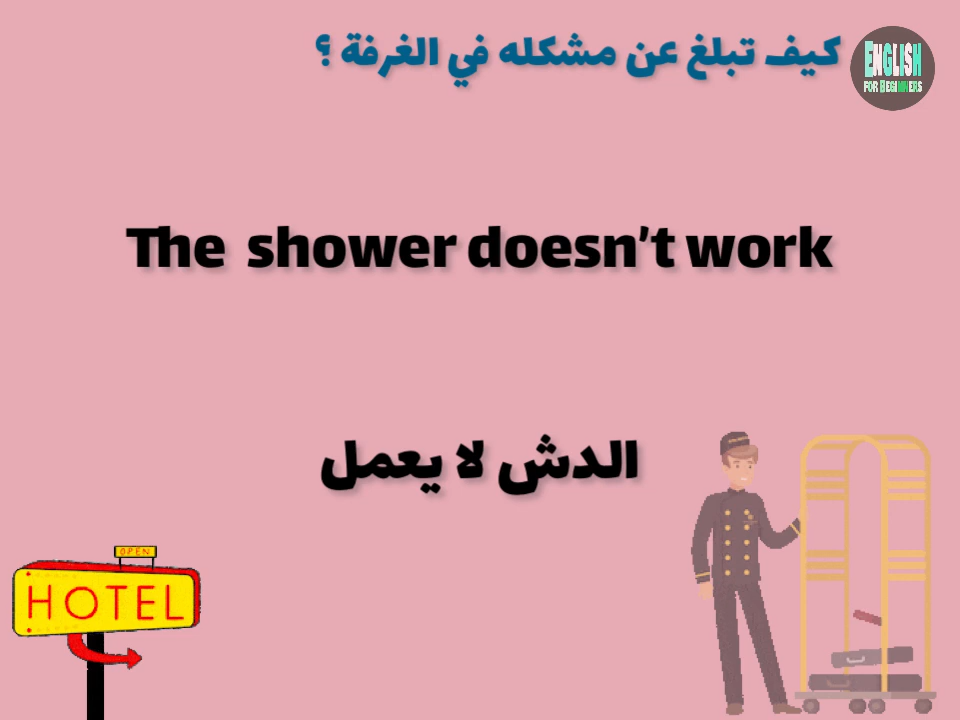 كيف تبلغ عن مشكله في الغرفة ؟
ENGLISH
FOR BEGINNERS
The shower doesn't work
الدش لا يعمل
OPEN
HOTEL